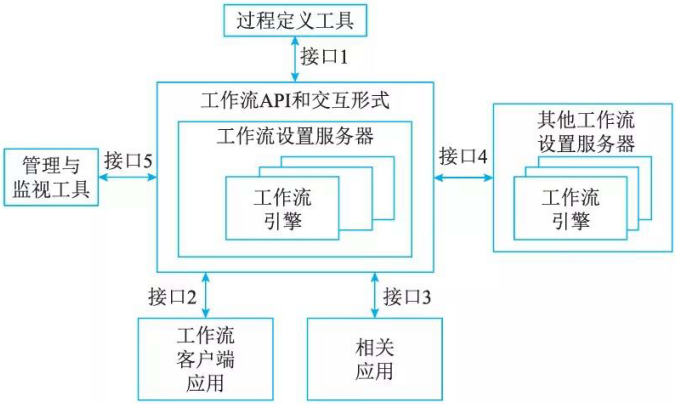 过程定义工具
接口1
工作流API和交互形式
工作流设置服务器
工作流
引擎
管理与
监视工具
接口5
接口4
其他工作流
设置服务器
工作流
引擎
接口2
接口3
工作流
客户端
应用
相关
应用